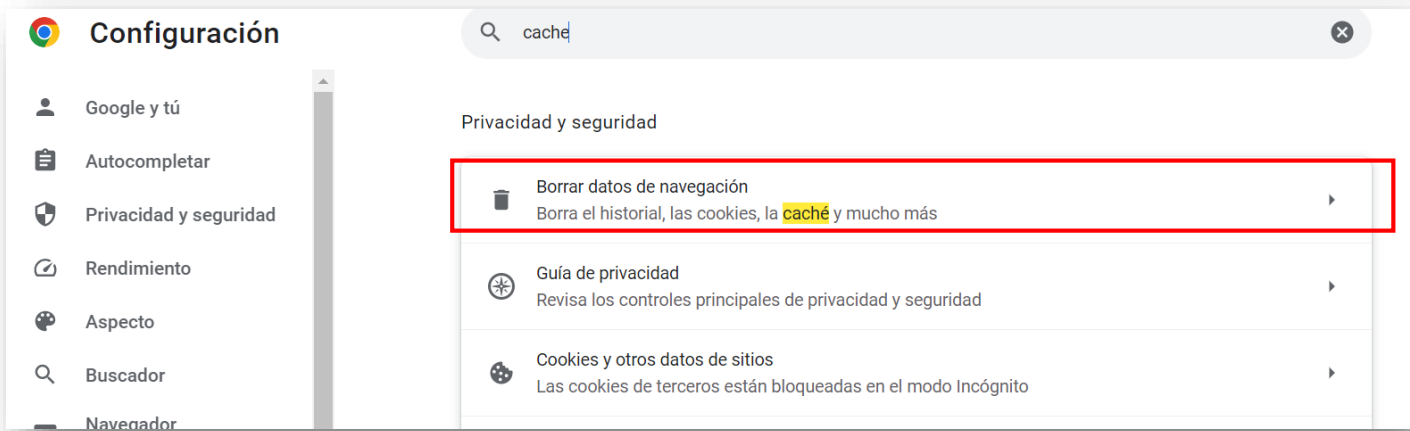 Configuración
cache
Google y tú
Autocompletar
Privacidad y seguridad
Rendimiento
Aspecto
Buscador
Navegador
Privacidad y seguridad
Borrar datos de navegación
Borra el historial, las cookies, la caché y mucho más
Guía de privacidad
Revisa los controles principales de privacidad y seguridad
Cookies y otros datos de sitios
Las cookies de terceros están bloqueadas en el modo Incógnito